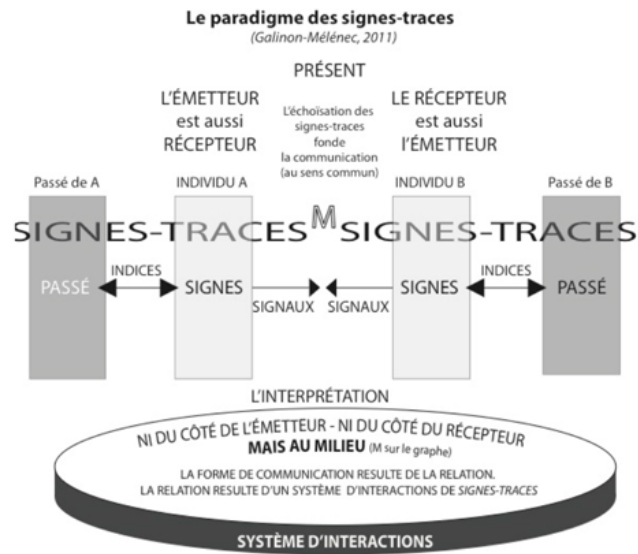 Le paradigme des signes-traces
(Galinon-Mélénec, 2011)
PRÉSENT
L'ÉMETTEUR
est aussi
RÉCEPTEUR
L'échoïsation des
signes-traces
fonde
la communication
(au sens commun)
LE RÉCEPTEUR
est aussi
l'ÉMETTEUR
Passé de A
INDIVIDU A
INDIVIDU B
Passé de B
SIGNES-TRACES M SIGNES-TRACES
PASSÉ
INDICES
SIGNES
SIGNAUX
SIGNAUX
SIGNES
INDICES
PASSÉ
L'INTERPRÉTATION
NI DU CÔTÉ DE L'ÉMETTEUR - NI DU CÔTÉ DU RÉCEPTEUR
MAIS AU MILIEU (M sur le graphe)
LA FORME DE COMMUNICATION RESULTE DE LA RELATION.
LA RELATION RESULTE D'UN SYSTÈME D'INTERACTIONS DE SIGNES-TRACES
SYSTÈME D'INTERACTIONS